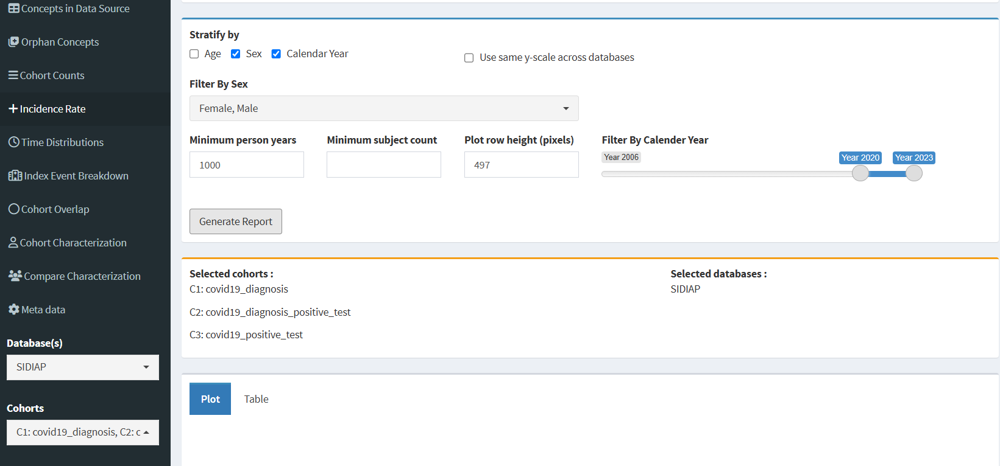 Concepts in Data Source
Orphan Concepts
Cohort Counts
Incidence Rate
Time Distributions
Index Event Breakdown
Cohort Overlap
Cohort Characterization
Compare Characterization
Meta data
Database(s)
SIDIAP
Cohorts
C1: covid19_diagnosis, C2: c
Stratify by
Age Sex Calendar Year
Use same y-scale across databases
Filter By Sex
Female, Male
Minimum person years Minimum subject count Plot row height (pixels) Filter By Calender Year
1000 497
Year 2006 Year 2020 Year 2023
Generate Report
Selected cohorts :
C1: covid19_diagnosis
C2: covid19_diagnosis_positive_test
C3: covid19_positive_test
Selected databases :
SIDIAP
Plot Table